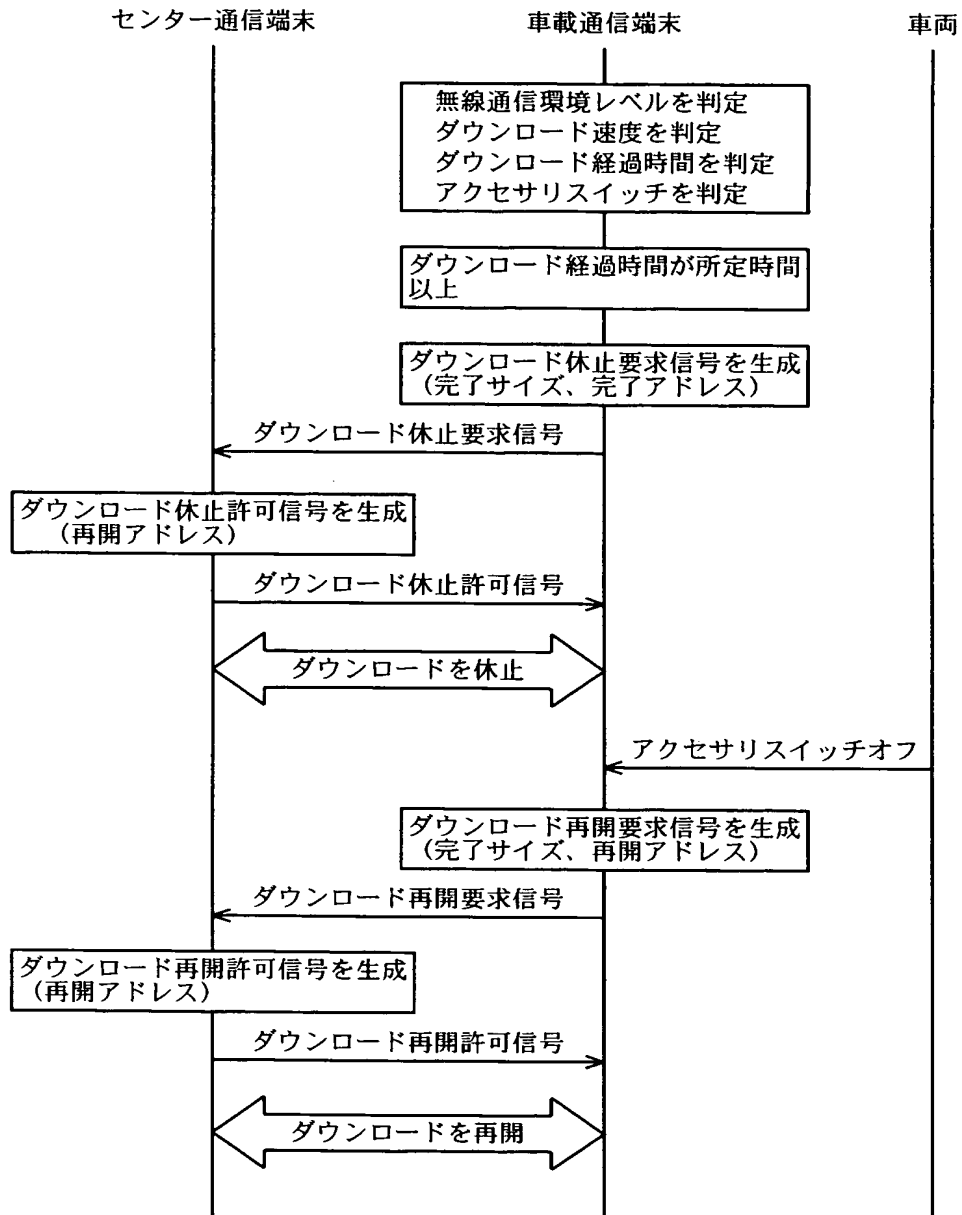 センター通信端末
車載通信端末
車両
無線通信環境レベルを判定
ダウンロード速度を判定
ダウンロード経過時間を判定
アクセサリスイッチを判定
ダウンロード経過時間が所定時間
以上
ダウンロード休止要求信号を生成
(完了サイズ、完了アドレス)
ダウンロード休止要求信号
ダウンロード休止許可信号を生成
(再開アドレス)
ダウンロード休止許可信号
ダウンロードを休止
アクセサリスイッチオフ
ダウンロード再開要求信号を生成
(完了サイズ、再開アドレス)
ダウンロード再開要求信号
ダウンロード再開許可信号を生成
(再開アドレス)
ダウンロード再開許可信号
ダウンロードを再開